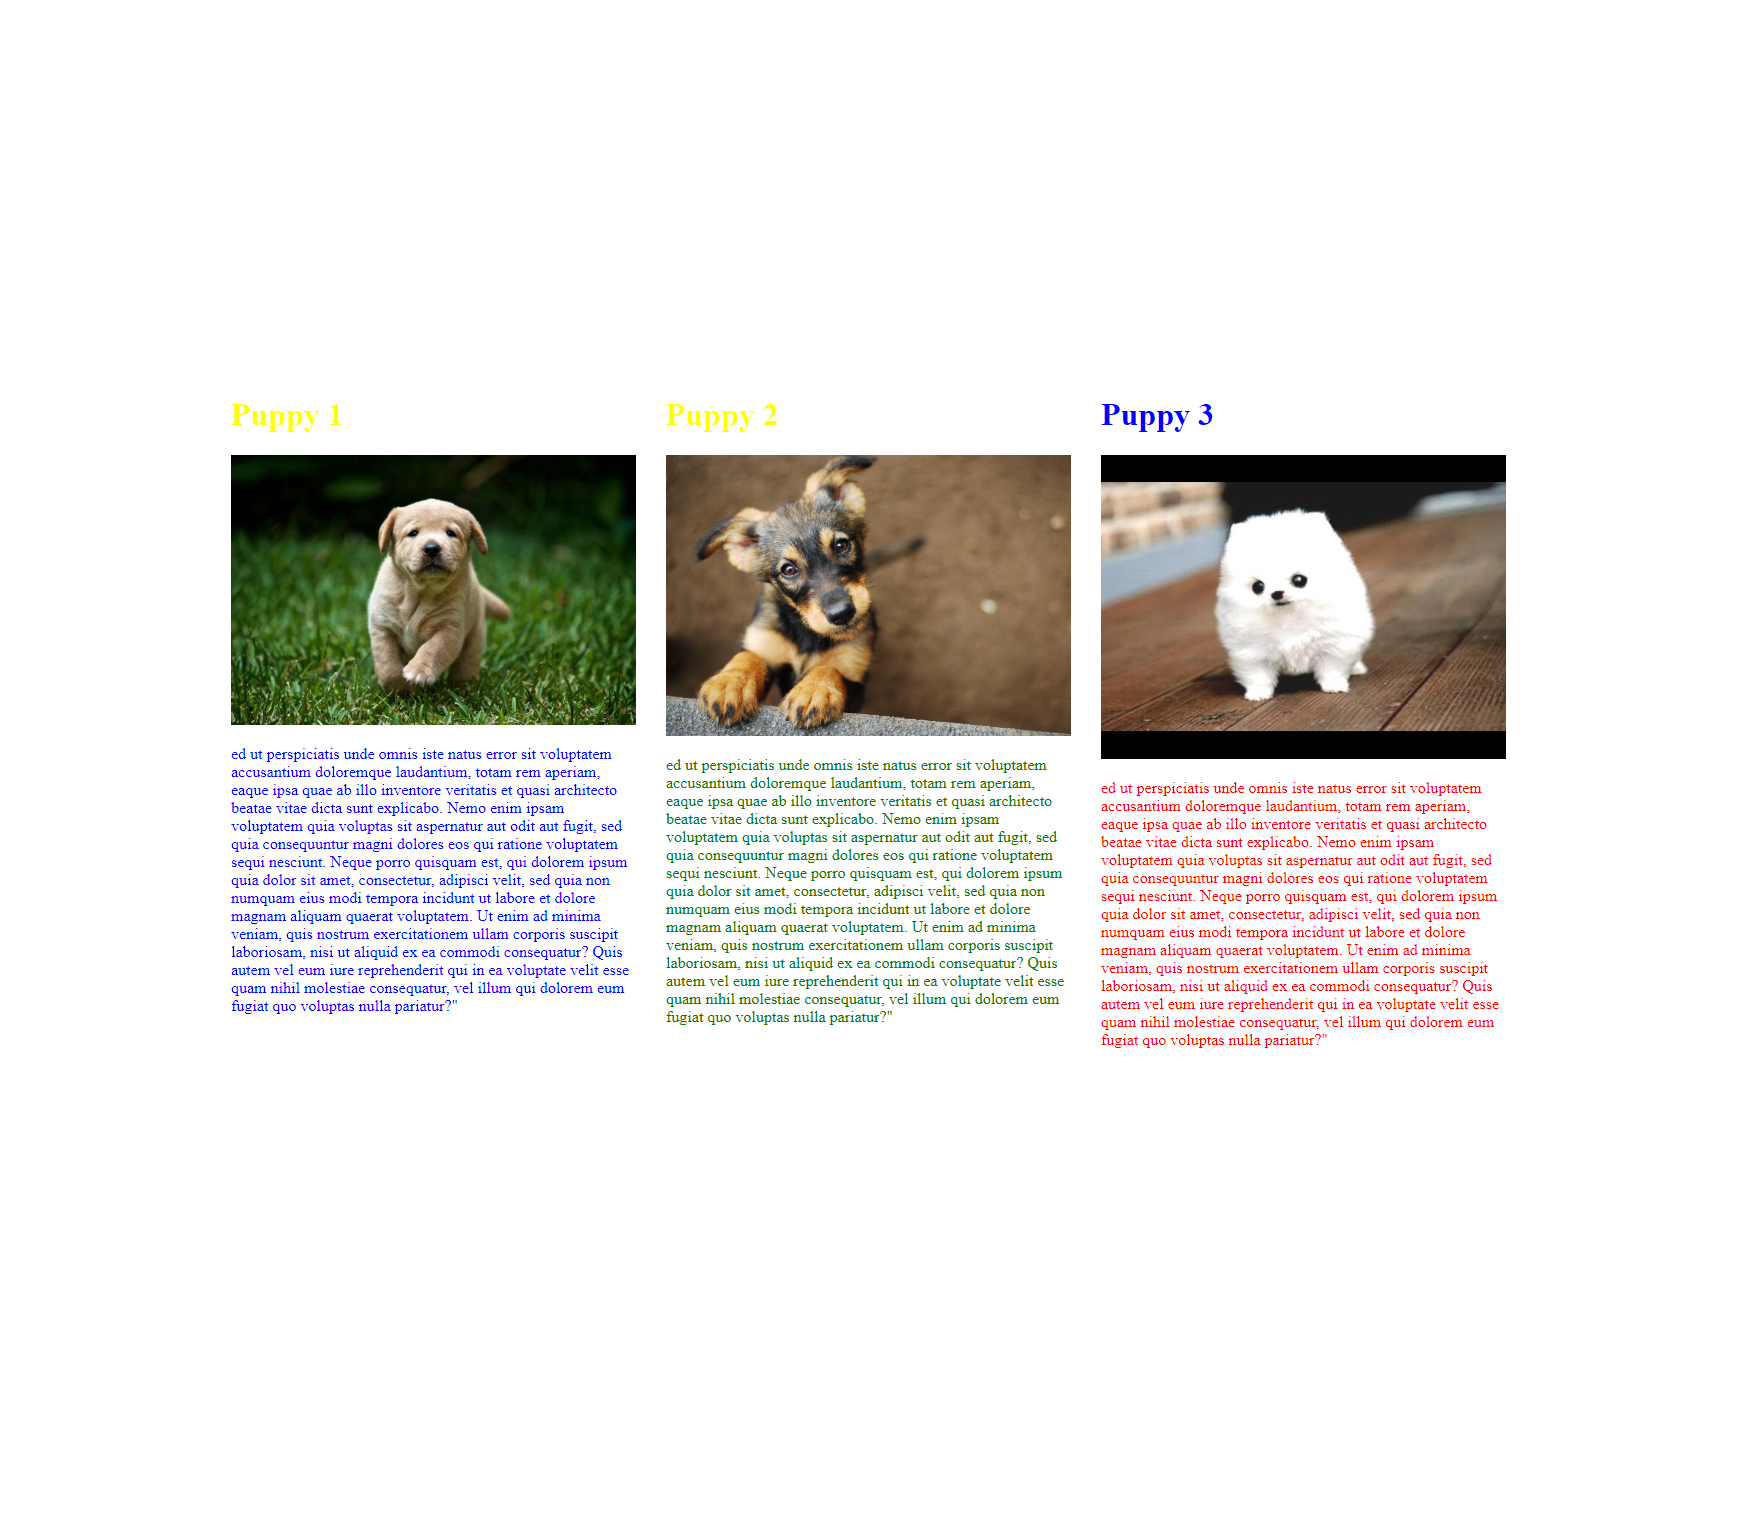 Puppy 1
ed ut perspiciatis unde omnis iste natus error sit voluptatem
accusantium doloremque laudantium, totam rem aperiam,
eaque ipsa quae ab illo inventore veritatis et quasi architecto
beatae vitae dicta sunt explicabo. Nemo enim ipsam
voluptatem quia voluptas sit aspernatur aut odit aut fugit, sed
quia consequuntur magni dolores eos qui ratione voluptatem
sequi nesciunt. Neque porro quisquam est, qui dolorem ipsum
quia dolor sit amet, consectetur, adipisci velit, sed quia non
numquam eius modi tempora incidunt ut labore et dolore
magnam aliquam quaerat voluptatem. Ut enim ad minima
veniam, quis nostrum exercitationem ullam corporis suscipit
laboriosam, nisi ut aliquid ex ea commodi consequatur? Quis
autem vel eum iure reprehenderit qui in ea voluptate velit esse
quam nihil molestiae consequatur, vel illum qui dolorem eum
fugiat quo voluptas nulla pariatur?"
Puppy 2
ed ut perspiciatis unde omnis iste natus error sit voluptatem
accusantium doloremque laudantium, totam rem aperiam,
eaque ipsa quae ab illo inventore veritatis et quasi architecto
beatae vitae dicta sunt explicabo. Nemo enim ipsam
voluptatem quia voluptas sit aspernatur aut odit aut fugit, sed
quia consequuntur magni dolores eos qui ratione voluptatem
sequi nesciunt. Neque porro quisquam est, qui dolorem ipsum
quia dolor sit amet, consectetur, adipisci velit, sed quia non
numquam eius modi tempora incidunt ut labore et dolore
magnam aliquam quaerat voluptatem. Ut enim ad minima
veniam, quis nostrum exercitationem ullam corporis suscipit
laboriosam, nisi ut aliquid ex ea commodi consequatur? Quis
autem vel eum iure reprehenderit qui in ea voluptate velit esse
quam nihil molestiae consequatur, vel illum qui dolorem eum
fugiat quo voluptas nulla pariatur?"
Puppy 3
ed ut perspiciatis unde omnis iste natus error sit voluptatem
accusantium doloremque laudantium, totam rem aperiam,
eaque ipsa quae ab illo inventore veritatis et quasi architecto
beatae vitae dicta sunt explicabo. Nemo enim ipsam
voluptatem quia voluptas sit aspernatur aut odit aut fugit, sed
quia consequuntur magni dolores eos qui ratione voluptatem
sequi nesciunt. Neque porro quisquam est, qui dolorem ipsum
quia dolor sit amet, consectetur, adipisci velit, sed quia non
numquam eius modi tempora incidunt ut labore et dolore
magnam aliquam quaerat voluptatem. Ut enim ad minima
veniam, quis nostrum exercitationem ullam corporis suscipit
laboriosam, nisi ut aliquid ex ea commodi consequatur? Quis
autem vel eum iure reprehenderit qui in ea voluptate velit esse
quam nihil molestiae consequatur, vel illum qui dolorem eum
fugiat quo voluptas nulla pariatur?"